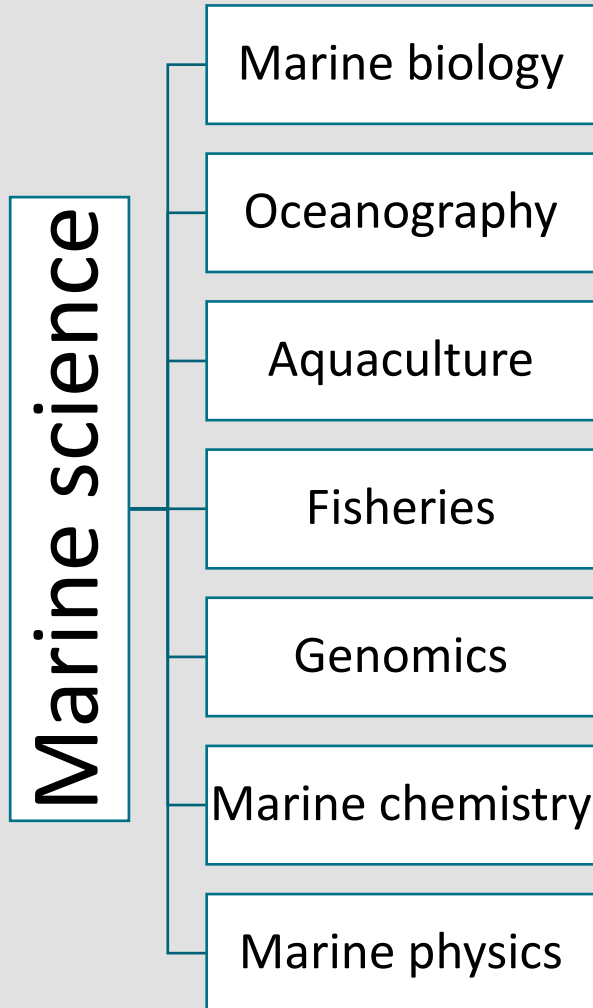 Marine science
Marine biology
Oceanography
Aquaculture
Fisheries
Genomics
Marine chemistry
Marine physics